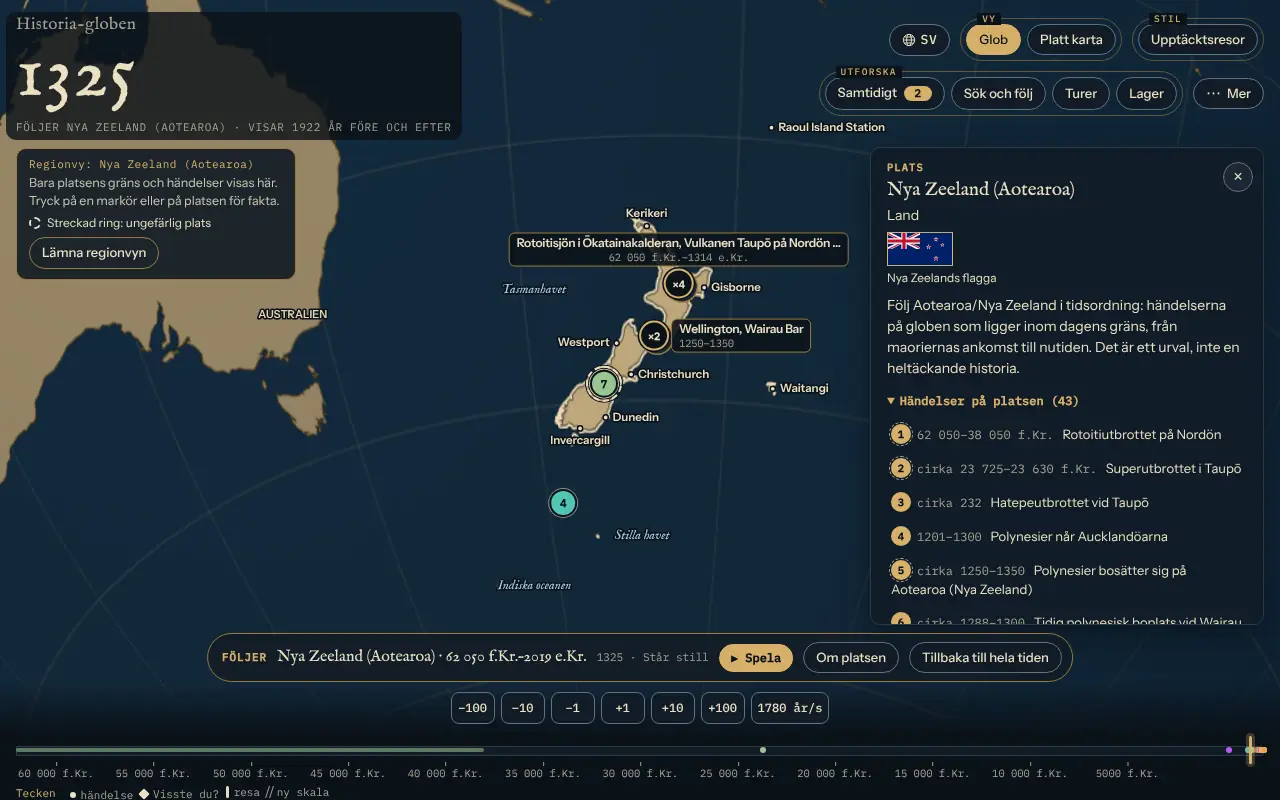 Historia-globen
1325
FÖLJER NYA ZEELAND (AOTEAROA) · VISAR 1922 ÅR FÖRE OCH EFTER
Regionvy: Nya Zeeland (Aotearoa)
Bara platsens gräns och händelser visas här.
Tryck på en markör eller på platsen för fakta.
Streckad ring: ungefärlig plats
Lämna regionvyn
SV
VY
Glob
Platt karta
STIL
Upptäcktsresor
UTFORSKA
Samtidigt 2
Sök och följ
Turer
Lager
··· Mer
Raoul Island Station
Kerikeri
Rotoitisjön i Ōkatainakalderan, Vulkanen Taupō på Nordön …
62 050 f.Kr.–1314 e.Kr.
×4
Gisborne
Tasmanhavet
AUSTRALIEN
×2
Wellington, Wairau Bar
1250–1350
Westport
Christchurch
7
Waitangi
Dunedin
Invercargill
4
Stilla havet
Indiska oceanen
PLATS
Nya Zeeland (Aotearoa)
×
Land
Nya Zeelands flagga
Följ Aotearoa/Nya Zeeland i tidsordning: händelserna
på globen som ligger inom dagens gräns, från
maoriernas ankomst till nutiden. Det är ett urval, inte en
heltäckande historia.
▼ Händelser på platsen (43)
1 62 050–38 050 f.Kr. Rotoitiutbrottet på Nordön
2 cirka 23 725–23 630 f.Kr. Superutbrottet i Taupō
3 cirka 232 Hatepeutbrottet vid Taupō
4 1201–1300 Polynesier når Aucklandöarna
5 cirka 1250–1350 Polynesier bosätter sig på
Aotearoa (Nya Zeeland)
6 cirka 1288–1300 Tidig polynesisk boplats vid Wairau
FÖLJER Nya Zeeland (Aotearoa) · 62 050 f.Kr.–2019 e.Kr. 1325 · Står still
▶ Spela
Om platsen
Tillbaka till hela tiden
−100
−10
−1
+1
+10
+100
1780 år/s
60 000 f.Kr.
55 000 f.Kr.
50 000 f.Kr.
45 000 f.Kr.
40 000 f.Kr.
35 000 f.Kr.
30 000 f.Kr.
25 000 f.Kr.
20 000 f.Kr.
15 000 f.Kr.
10 000 f.Kr.
5000 f.Kr.
Tecken händelse Visste du? resa // ny skala